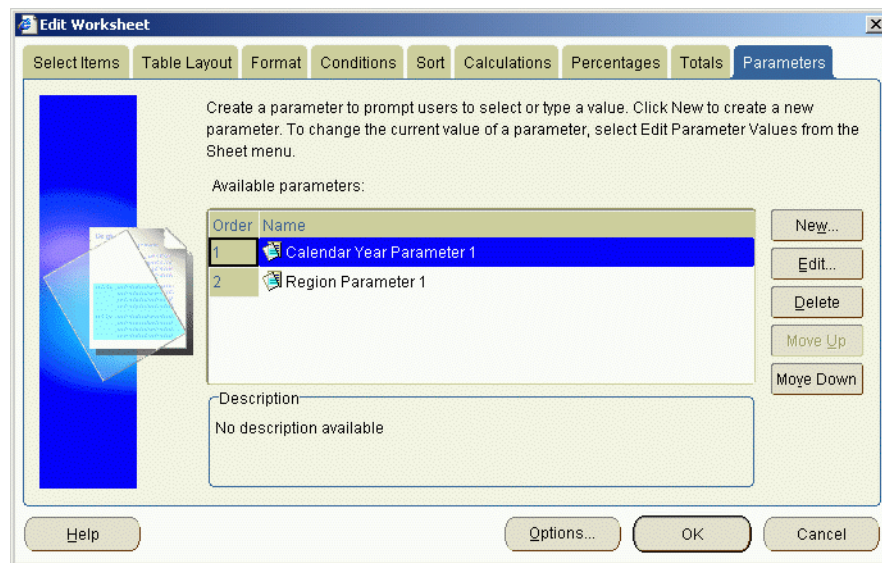 Edit Worksheet
Select Items Table Layout Format Conditions Sort Calculations Percentages Totals Parameters
Create a parameter to prompt users to select or type a value. Click New to create a new
parameter. To change the current value of a parameter, select Edit Parameter Values from the
Sheet menu.
Available parameters:
Order Name
1 Calendar Year Parameter 1
2 Region Parameter 1
New...
Edit...
Delete
Move Up
Move Down
Description
No description available
Help Options... OK Cancel